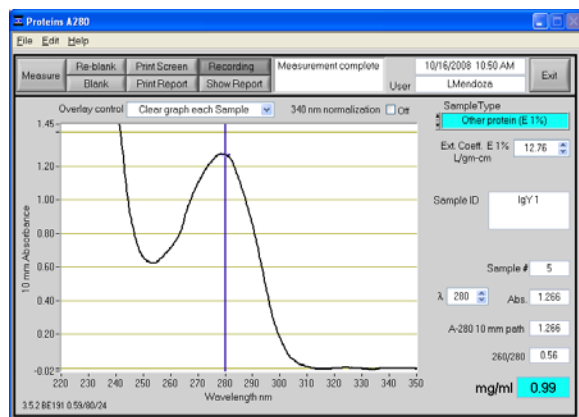 Proteins A280
File Edit Help
Measure Re-blank Print Screen Recording Measurement complete 10/16/2008 10:50 AM Exit
Blank Print Report Show Report User LMendoza
Overlay control Clear graph each Sample 340 nm normalization Off
SampleType
Other protein (E 1%)
Ext. Coeff. E 1% 12.76
L/gm-cm
Sample ID IgY 1
Sample # 5
λ 280 Abs. 1.266
A-280 10 mm path 1.266
260/280 0.56
mg/ml 0.99
10 mm Absorbance
1.45
1.20
1.00
0.80
0.60
0.40
0.20
-0.02
220 230 240 250 260 270 280 290 300 310 320 330 340 350
Wavelength nm
3.5.2 BE191 0.59/80/24